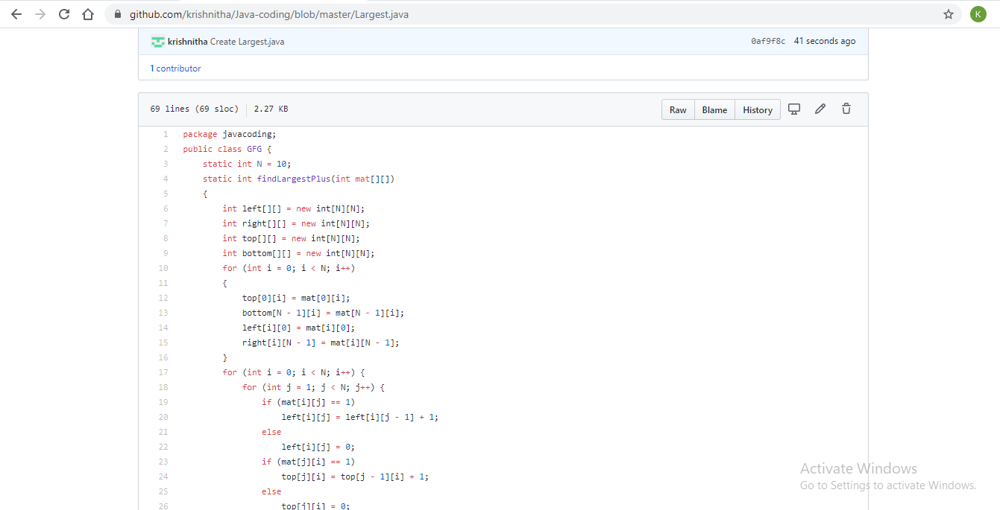 github.com/krishnitha/Java-coding/blob/master/Largest.java
K
krishnitha Create Largest.java
0af9f8c 41 seconds ago
1 contributor
69 lines (69 sloc) 2.27 KB
Raw Blame History
1 package javacoding;
2 public class GFG {
3 static int N = 10;
4 static int findLargestPlus(int mat[][])
5 {
6 int left[][] = new int[N][N];
7 int right[][] = new int[N][N];
8 int top[][] = new int[N][N];
9 int bottom[][] = new int[N][N];
10 for (int i = 0; i < N; i++)
11 {
12 top[0][i] = mat[0][i];
13 bottom[N - 1][i] = mat[N - 1][i];
14 left[i][0] = mat[i][0];
15 right[i][N - 1] = mat[i][N - 1];
16 }
17 for (int i = 0; i < N; i++) {
18 for (int j = 1; j < N; j++) {
19 if (mat[i][j] == 1)
20 left[i][j] = left[i][j - 1] + 1;
21 else
22 left[i][j] = 0;
23 if (mat[j][i] == 1)
24 top[j][i] = top[j - 1][i] + 1;
25 else
26 top[j][i] = 0;
Activate Windows
Go to Settings to activate Windows.